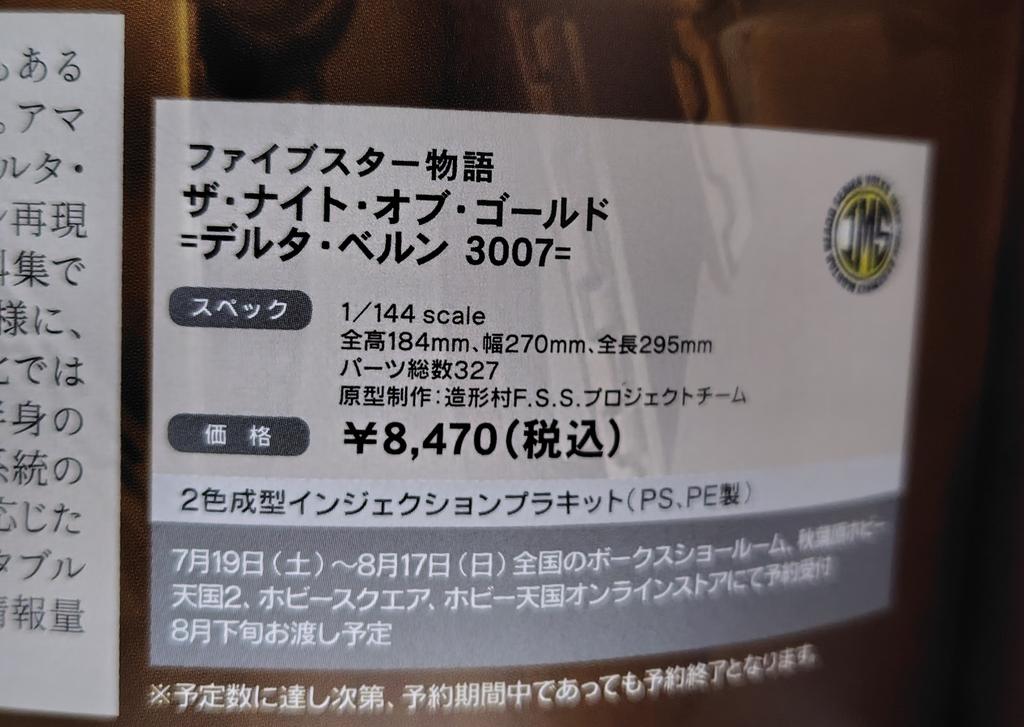 もある
。アマ
ルタ・
再現
集で
様に、
では
半身の
系統の
応じた
タブル
情報量
ファイブスター物語
ザ・ナイト・オブ・ゴールド
=デルタ・ベルン 3007=
IMS
スペック
1/144 scale
全高184mm、幅270mm、全長295mm
パーツ総数327
原型制作：造形村F.S.S.プロジェクトチーム
価 格
¥8,470(税込)
2色成型インジェクションプラキット(PS、PE製)
7月19日(土)～8月17日(日)全国のボークスショールーム、秋葉原ホビー
天国2、ホビースクエア、ホビー天国オンラインストアにて予約受付
8月下旬お渡し予定
※予定数に達し次第、予約期間中であっても予約終了となります。